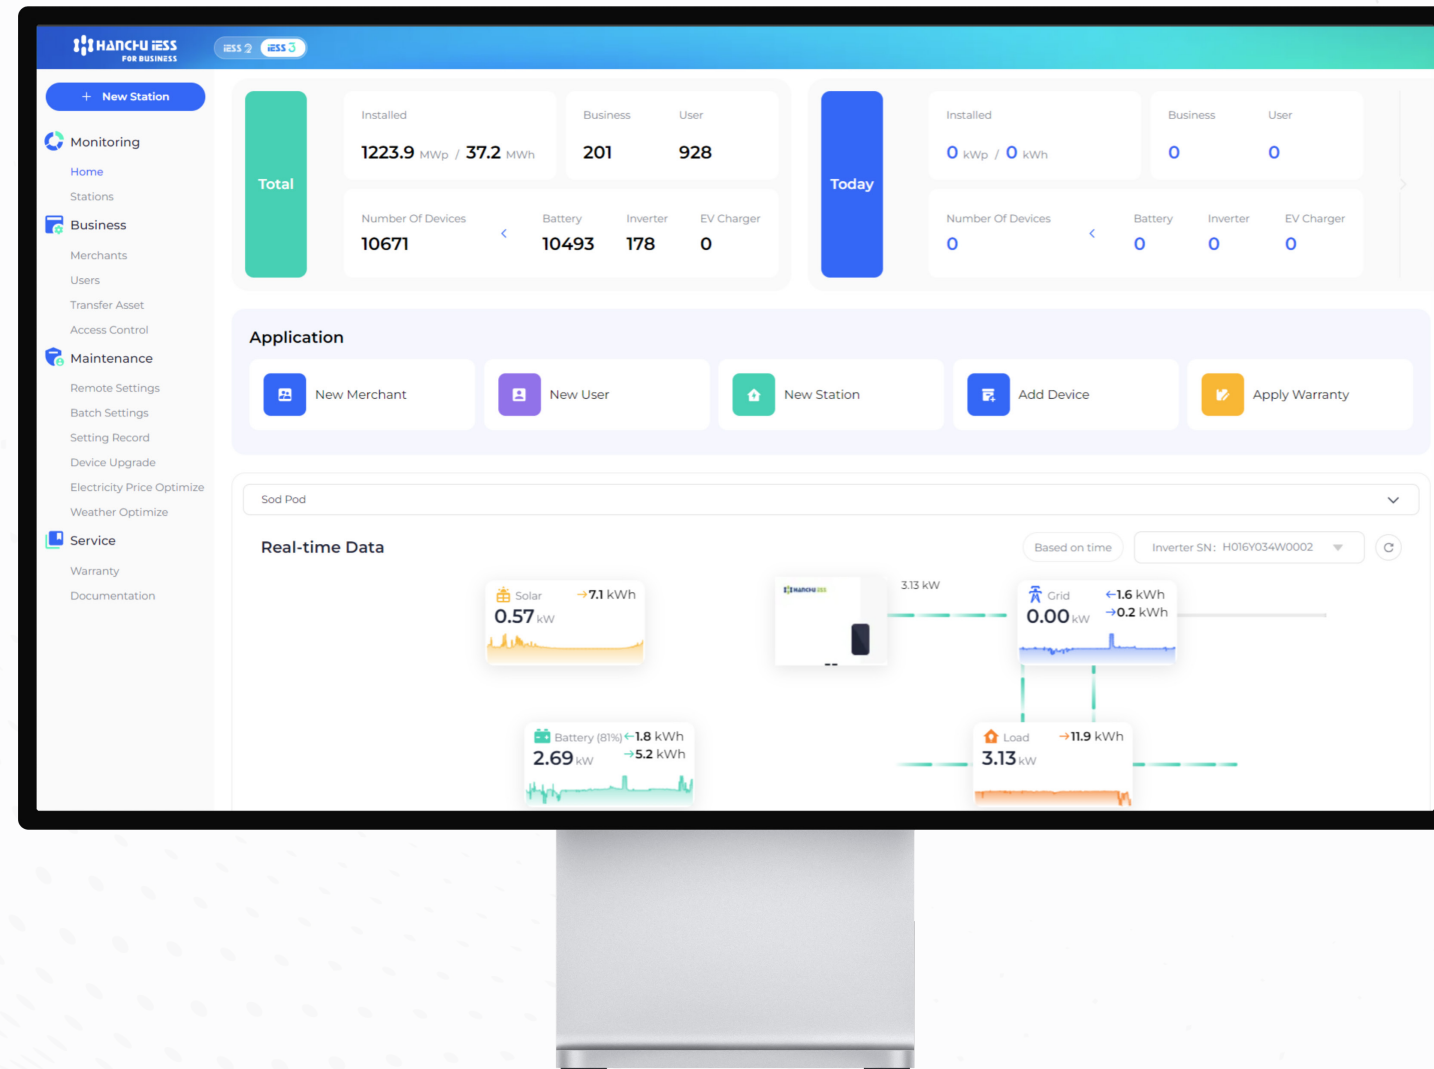 HANCHU iESS
FOR BUSINESS
iESS 2
iESS 3
+ New Station
Monitoring
Home
Stations
Business
Merchants
Users
Transfer Asset
Access Control
Maintenance
Remote Settings
Batch Settings
Setting Record
Device Upgrade
Electricity Price Optimize
Weather Optimize
Service
Warranty
Documentation
Total
Installed
1223.9 MWp / 37.2 MWh
Business User
201 928
Number Of Devices Battery Inverter EV Charger
10671 10493 178 0
Today
Installed
0 kWp / 0 kWh
Business User
0 0
Number Of Devices Battery Inverter EV Charger
0 0 0 0
Application
New Merchant
New User
New Station
Add Device
Apply Warranty
Sod Pod
Real-time Data
Based on time
Inverter SN: H016Y034W0002
Solar →7.1 kWh
0.57 kW
HANCHU iESS
3.13 kW
Grid ←1.6 kWh
0.00 kW →0.2 kWh
Battery (81%) ←1.8 kWh
2.69 kW →5.2 kWh
Load →11.9 kWh
3.13 kW